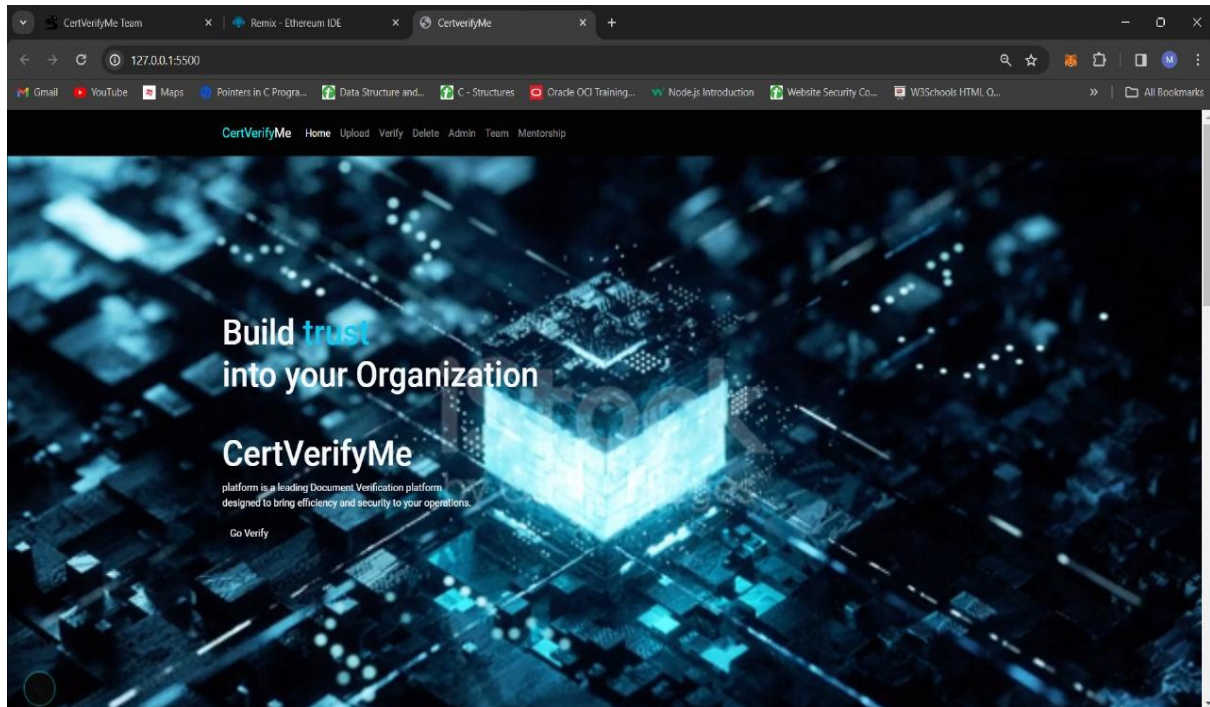 CertVerifyMe Team
Remix - Ethereum IDE
CertverifyMe
127.0.0.1:5500
Gmail YouTube Maps Pointers in C Progra... Data Structure and... C - Structures Oracle OCI Training... Node.js Introduction Website Security Co... W3Schools HTML Q... » All Bookmarks
M
CertVerifyMe Home Upload Verify Delete Admin Team Mentorship
Build trust
into your Organization
iStock
CertVerifyMe
platform is a leading Document Verification platform
designed to bring efficiency and security to your operations.
Go Verify